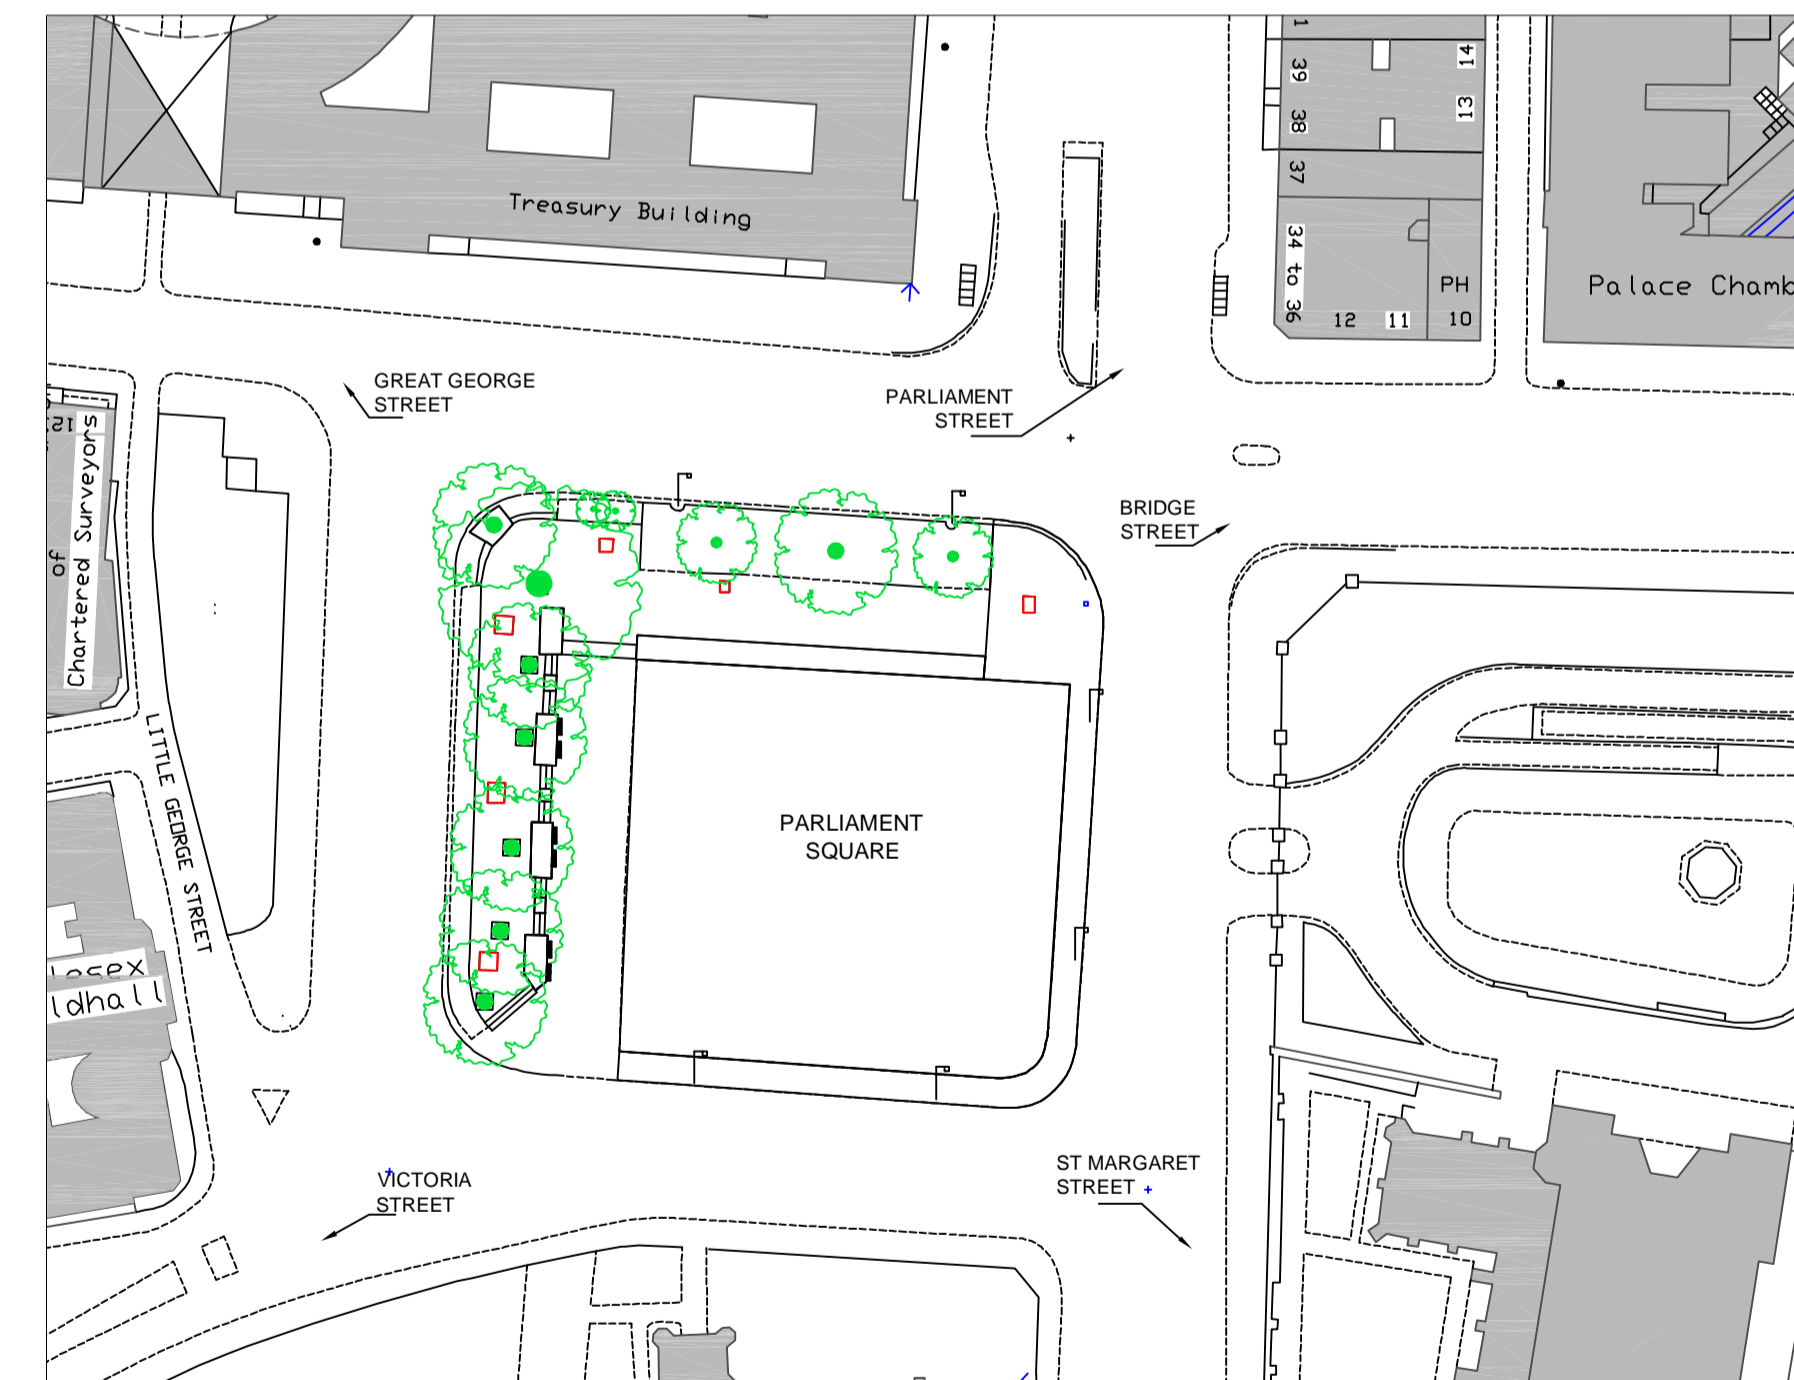 1
39
14
38
13
37
Treasury Building
34 to 36
PH
12
11
10
Palace Chamb
GREAT GEORGE
STREET
PARLIAMENT
STREET
Chartered Surveyors
of
BRIDGE
STREET
LITTLE GEORGE STREET
PARLIAMENT
SQUARE
lesex
ldhall
VICTORIA
STREET
ST MARGARET
STREET